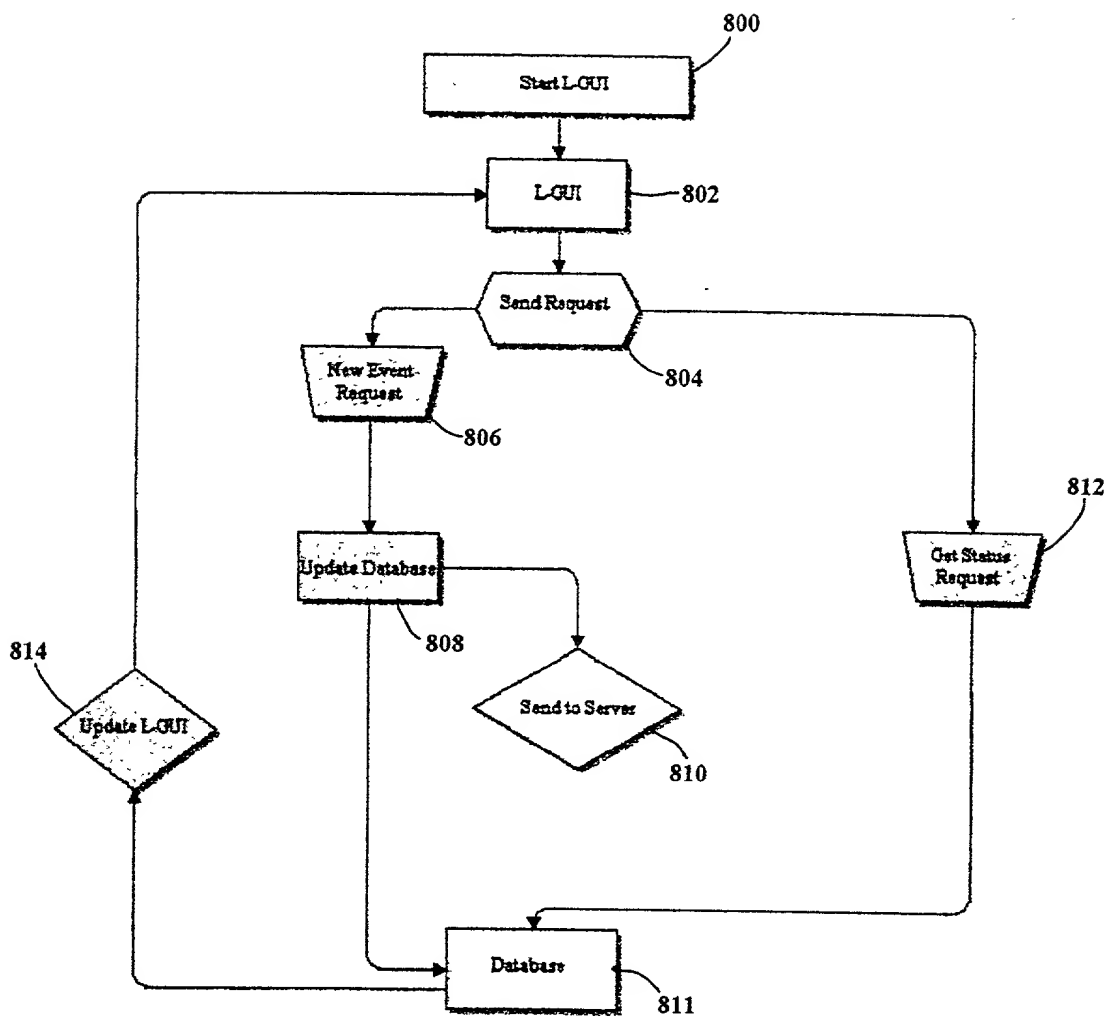 800
Start L-GUI
L-GUI
802
Send Request
804
New Event
Request
806
812
Get Status
Request
Update Database
808
814
Update L-GUI
Send to Server
810
Database
811